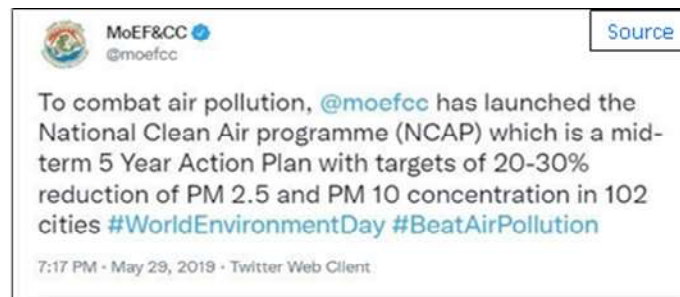 MoEF&CC
Source
@moefcc
To combat air pollution, @moefcc has launched the
National Clean Air programme (NCAP) which is a mid-
term 5 Year Action Plan with targets of 20-30%
reduction of PM 2.5 and PM 10 concentration in 102
cities #WorldEnvironmentDay #BeatAirPollution
7:17 PM · May 29, 2019 · Twitter Web Client